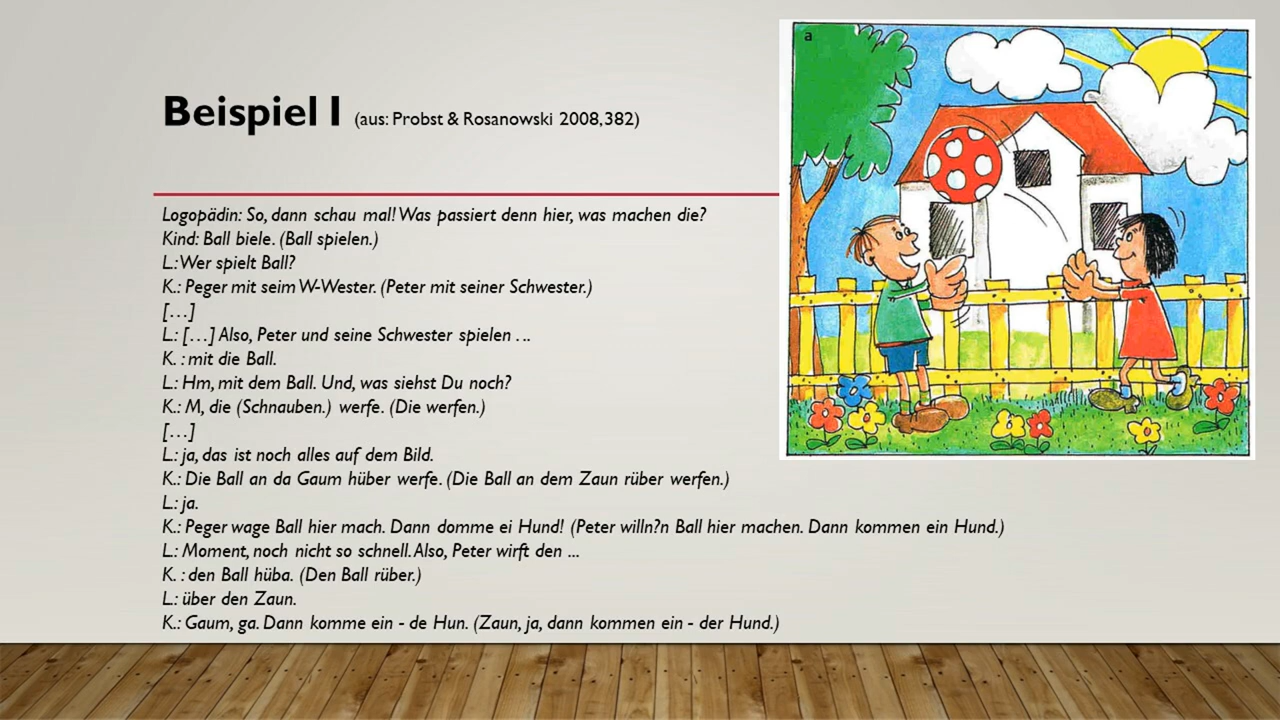 Beispiel I (aus: Probst & Rosanowski 2008,382)
a
Logopädin: So, dann schau mal! Was passiert denn hier, was machen die?
Kind: Ball biele. (Ball spielen.)
L.: Wer spielt Ball?
K.: Peger mit seim W-Wester. (Peter mit seiner Schwester.)
[…]
L.: […] Also, Peter und seine Schwester spielen . ..
K. : mit die Ball.
L.: Hm, mit dem Ball. Und, was siehst Du noch?
K.: M, die (Schnauben.) werfe. (Die werfen.)
[…]
L.: ja, das ist noch alles auf dem Bild.
K.: Die Ball an da Gaum hüber werfe. (Die Ball an dem Zaun rüber werfen.)
L.: ja.
K.: Peger wage Ball hier mach. Dann domme ei Hund! (Peter willn?n Ball hier machen. Dann kommen ein Hund.)
L.: Moment, noch nicht so schnell. Also, Peter wirft den ...
K. : den Ball hüba. (Den Ball rüber.)
L.: über den Zaun.
K.: Gaum, ga. Dann komme ein - de Hun. (Zaun, ja, dann kommen ein - der Hund.)